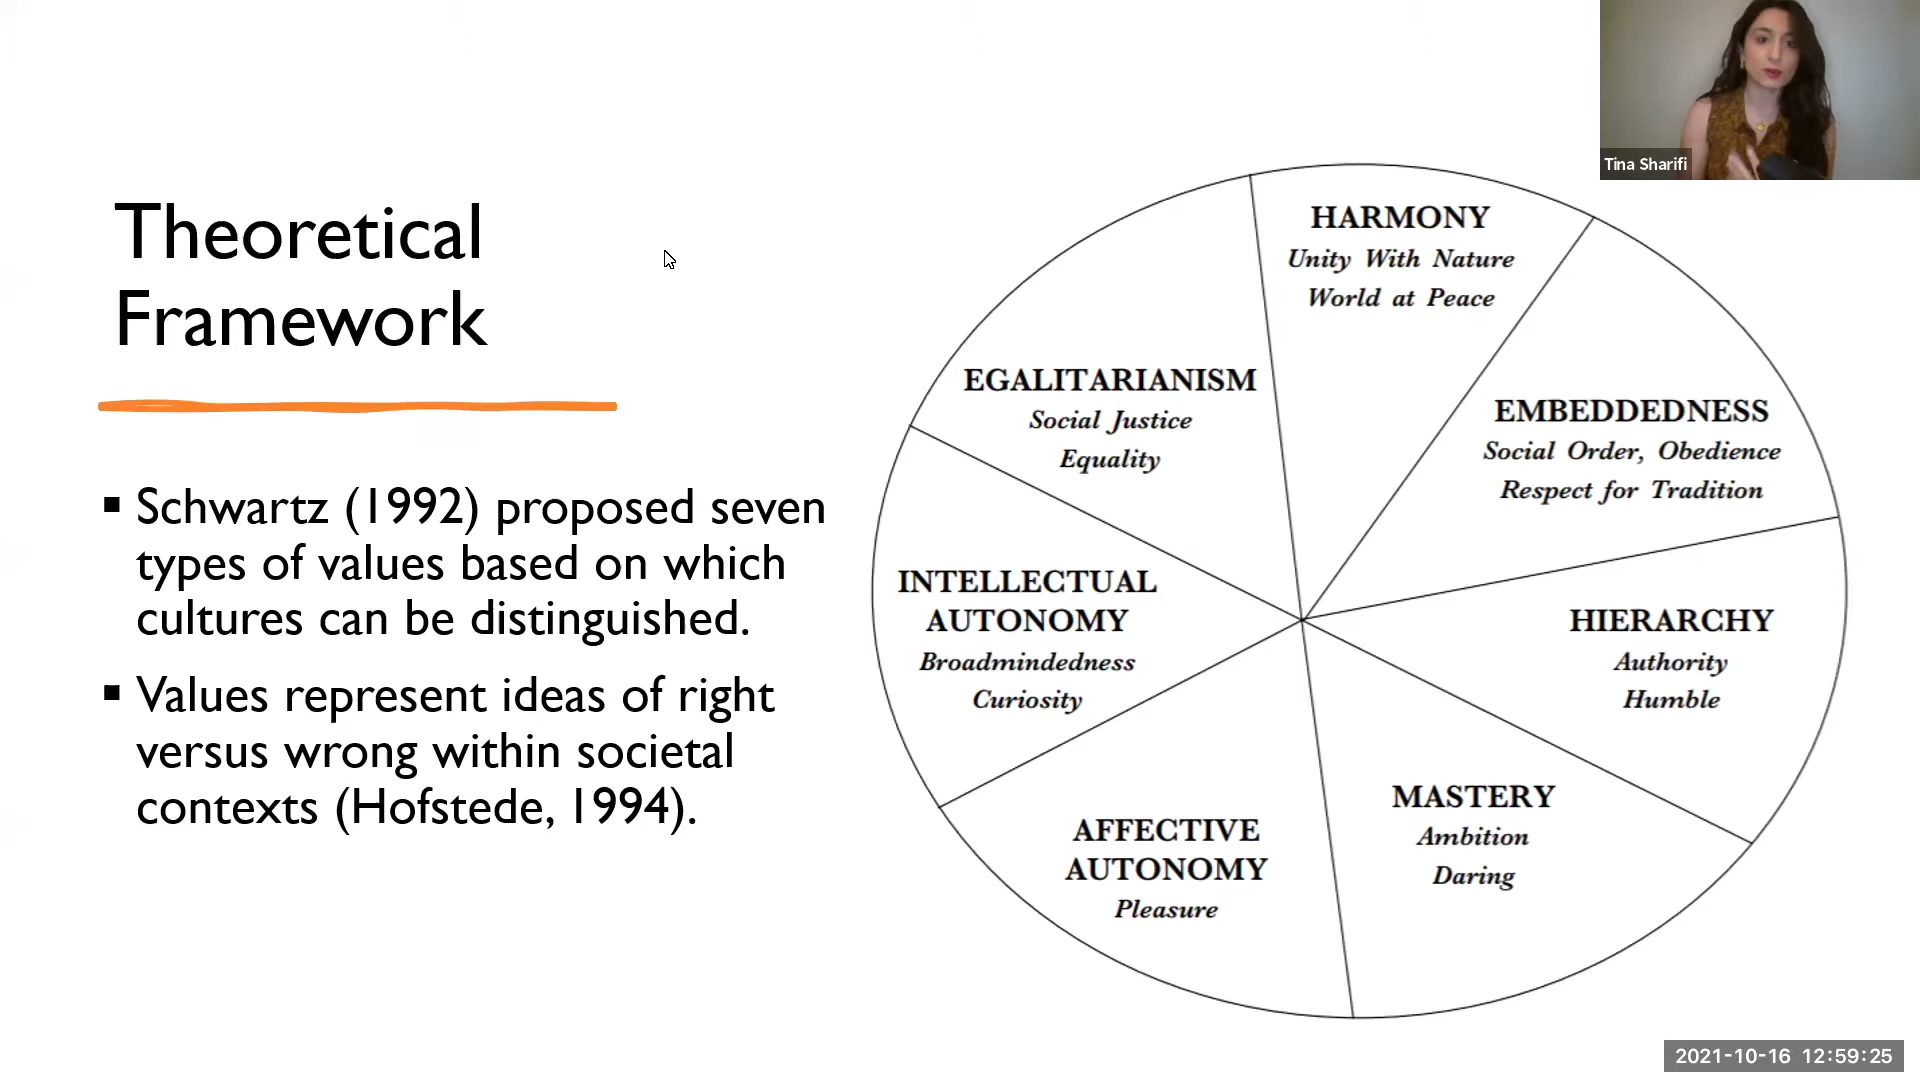 Theoretical
Framework
▪ Schwartz (1992) proposed seven
types of values based on which
cultures can be distinguished.
▪ Values represent ideas of right
versus wrong within societal
contexts (Hofstede, 1994).
HARMONY
Unity With Nature
World at Peace
EGALITARIANISM
Social Justice
Equality
EMBEDDEDNESS
Social Order, Obedience
Respect for Tradition
INTELLECTUAL
AUTONOMY
Broadmindedness
Curiosity
HIERARCHY
Authority
Humble
AFFECTIVE
AUTONOMY
Pleasure
MASTERY
Ambition
Daring
Tina Sharifi
2021-10-16 12:59:25